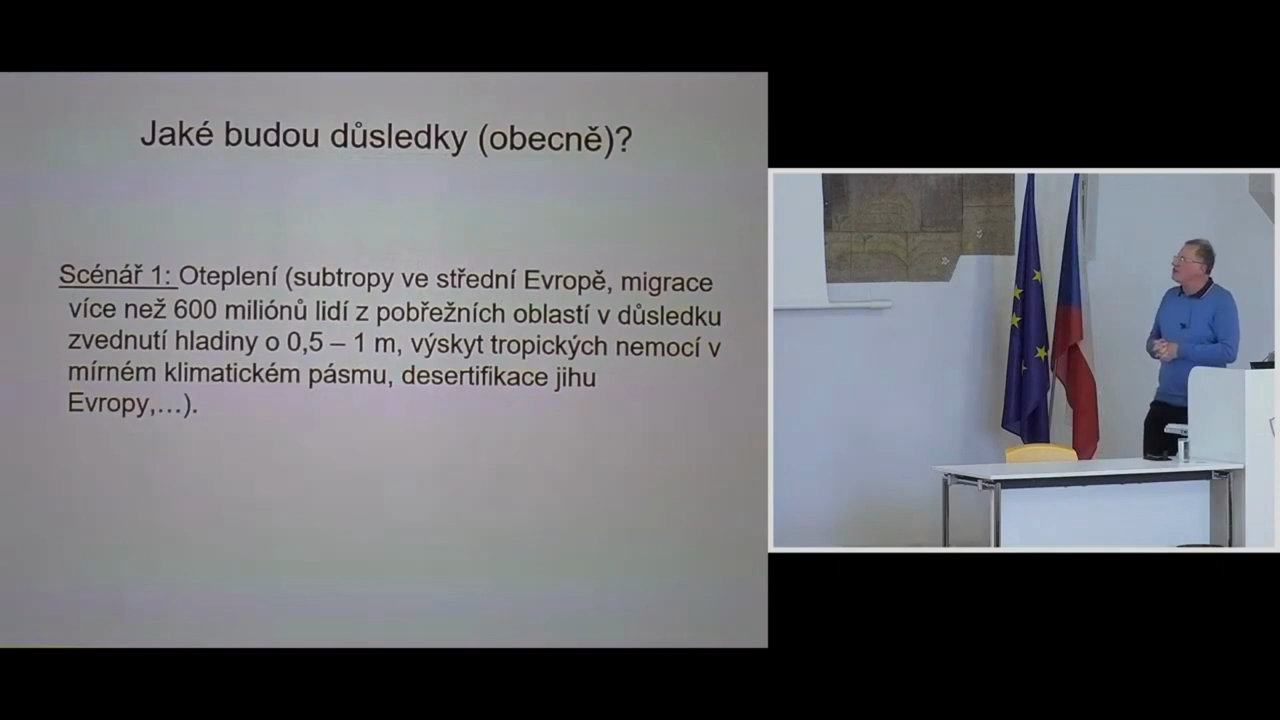 Jaké budou důsledky (obecně)?
Scénář 1: Oteplení (subtropy ve střední Evropě, migrace
více než 600 miliónů lidí z pobřežních oblastí v důsledku
zvednutí hladiny o 0,5 – 1 m, výskyt tropických nemocí v
mírném klimatickém pásmu, desertifikace jihu
Evropy,…).